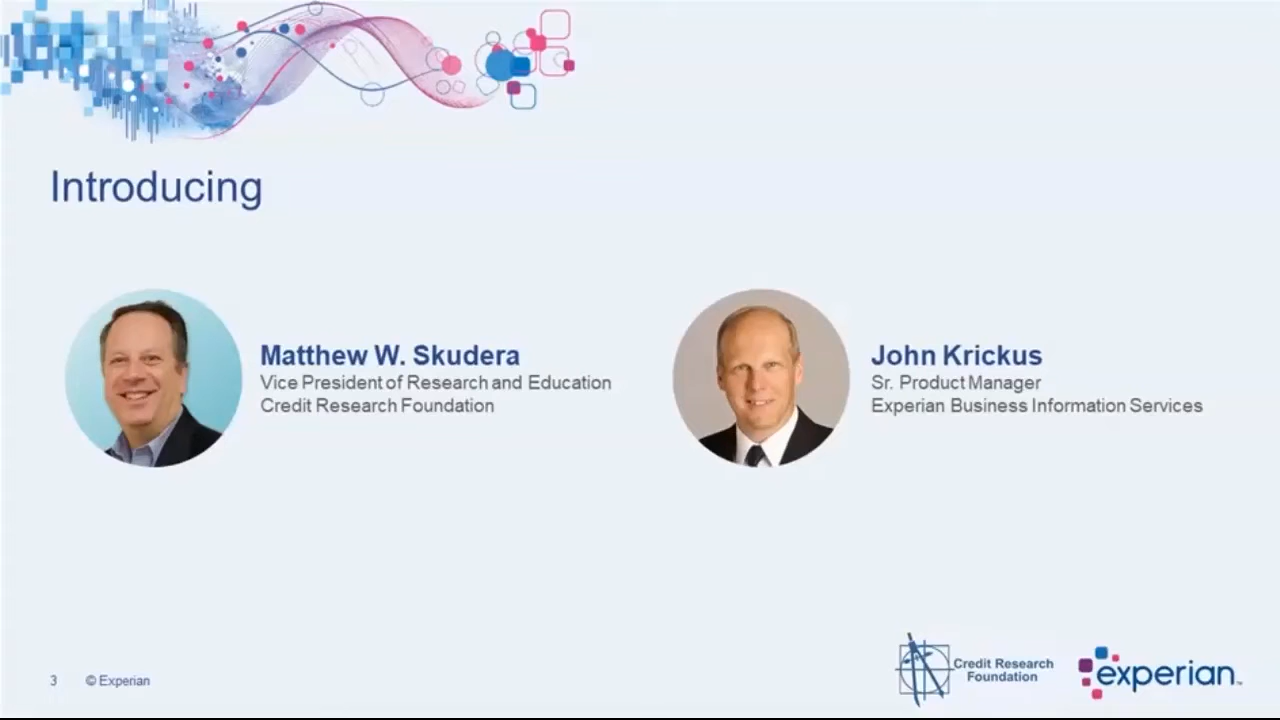 Introducing
Matthew W. Skudera
Vice President of Research and Education
Credit Research Foundation
John Krickus
Sr. Product Manager
Experian Business Information Services
3 © Experian
Credit Research
Foundation
experian™